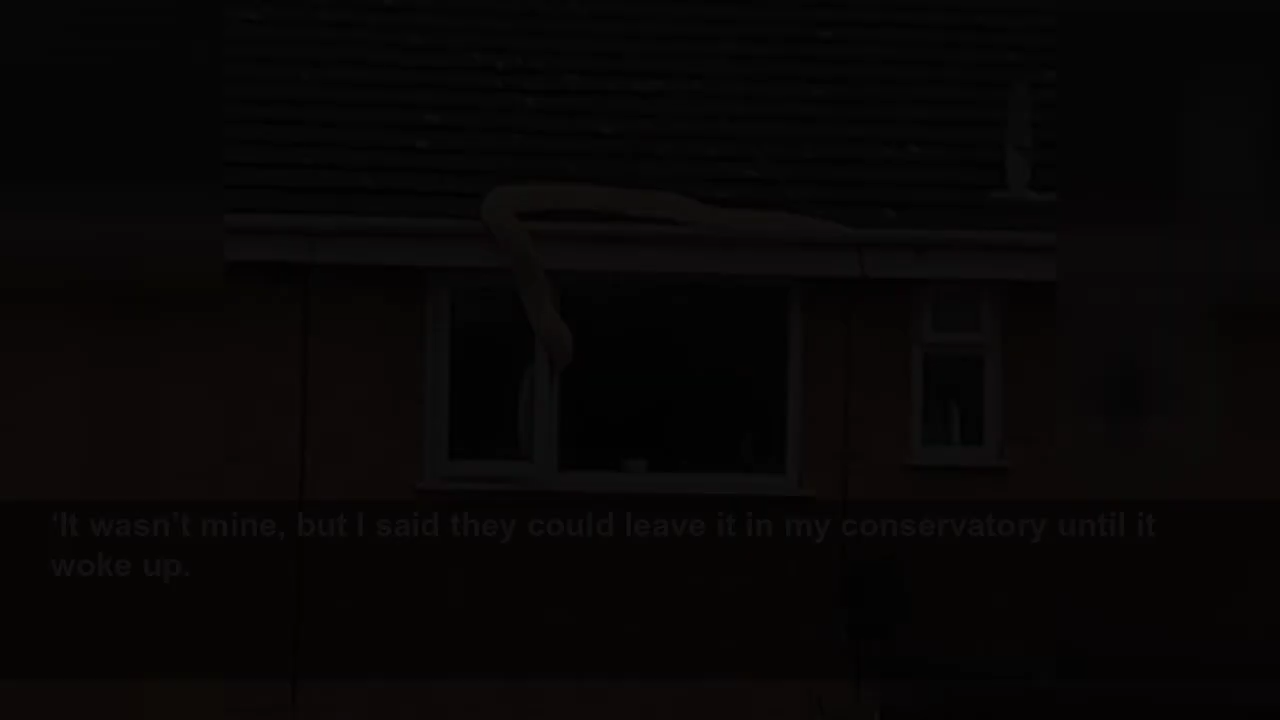 ‘It wasn’t mine, but I said they could leave it in my conservatory until it
woke up.